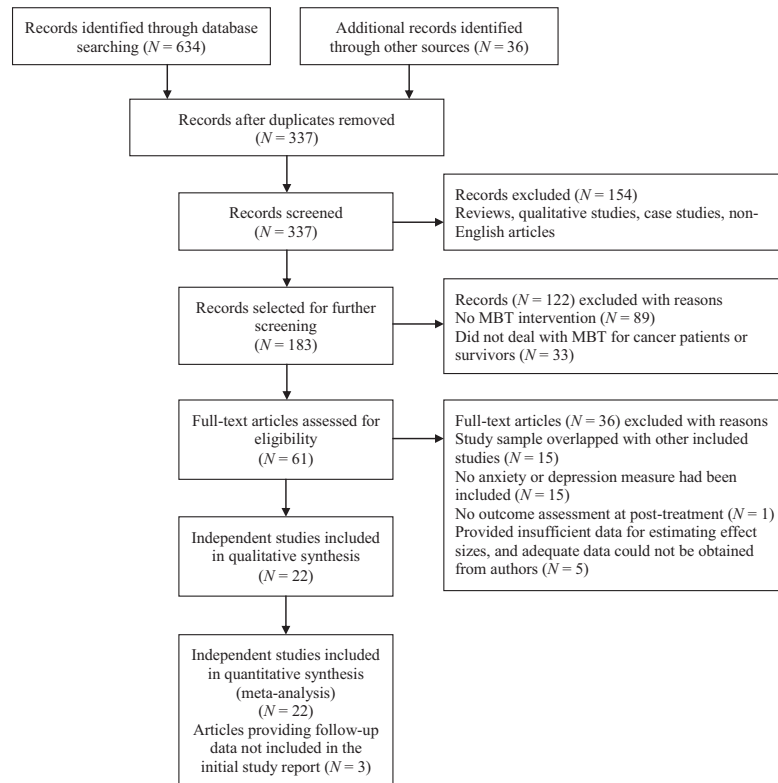 Records identified through database
searching (N = 634)
Additional records identified
through other sources (N = 36)
Records after duplicates removed
(N = 337)
Records screened
(N = 337)
Records excluded (N = 154)
Reviews, qualitative studies, case studies, non-
English articles
Records selected for further
screening
(N = 183)
Records (N = 122) excluded with reasons
No MBT intervention (N = 89)
Did not deal with MBT for cancer patients or
survivors (N = 33)
Full-text articles assessed for
eligibility
(N = 61)
Full-text articles (N = 36) excluded with reasons
Study sample overlapped with other included
studies (N = 15)
No anxiety or depression measure had been
included (N = 15)
No outcome assessment at post-treatment (N = 1)
Provided insufficient data for estimating effect
sizes, and adequate data could not be obtained
from authors (N = 5)
Independent studies included
in qualitative synthesis
(N = 22)
Independent studies included
in quantitative synthesis
(meta-analysis)
(N = 22)
Articles providing follow-up
data not included in the
initial study report (N = 3)